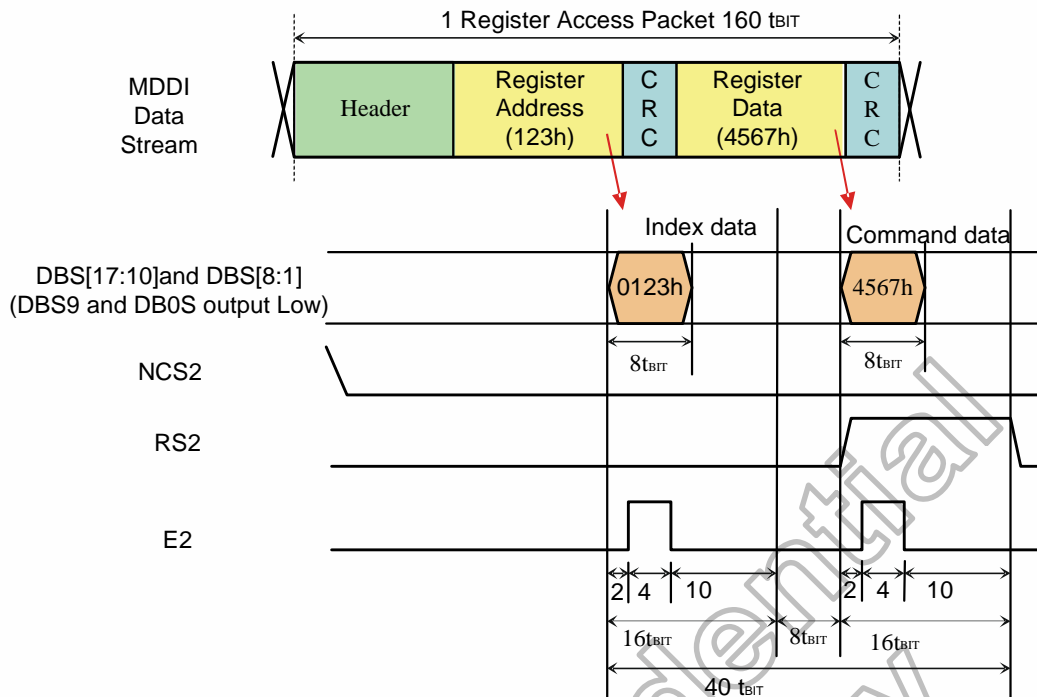 1 Register Access Packet 160 tBIT
MDDI
Data
Stream
Header
Register
Address
(123h)
C
R
C
Register
Data
(4567h)
C
R
C
Index data
Command data
DBS[17:10]and DBS[8:1]
(DBS9 and DB0S output Low)
0123h
4567h
8tBIT
8tBIT
NCS2
RS2
E2
2
4
10
2
4
10
16tBIT
8tBIT
16tBIT
40 tBIT